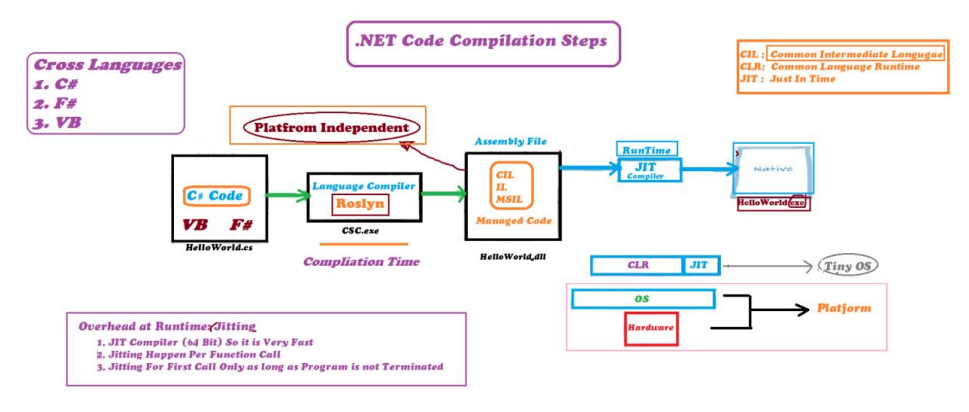 .NET Code Compilation Steps
Cross Languages
1. C#
2. F#
3. VB
CIL : Common Intermediate Langugae
CLR: Common Language Runtime
JIT : Just In Time
Platfrom Independent
Assembly File
RunTime
JIT
Compiler
Native
HelloWorld.exe
C# Code
VB F#
HelloWorld.cs
Language Compiler
Roslyn
CSC.exe
Compliation Time
CIL
IL
MSIL
Managed Code
HelloWorld.dll
CLR JIT
Tiny OS
OS
Hardware
Platform
Overhead at Runtime: Jitting
1. JIT Compiler (64 Bit) So it is Very Fast
2. Jitting Happen Per Function Call
3. Jitting For First Call Only as long as Program is not Terminated